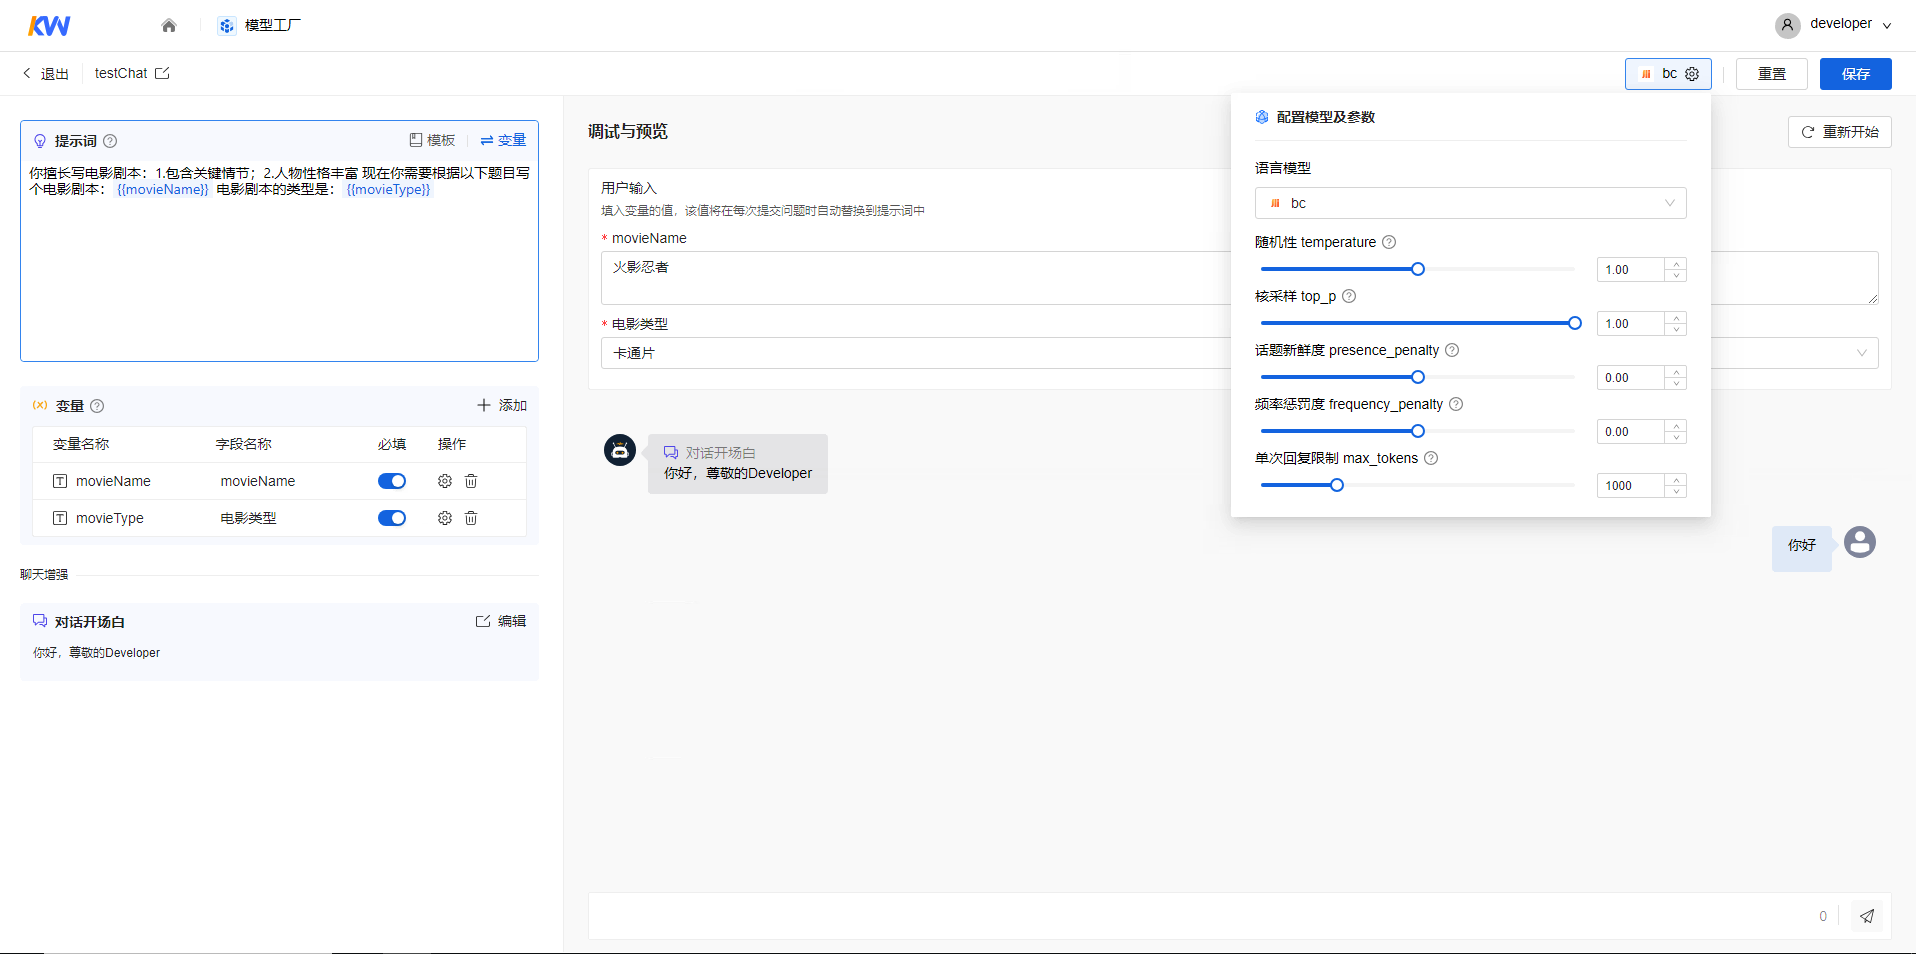 KW
模型工厂
developer
退出
testChat
bc
重置
保存
提示词
模板
变量
你擅长写电影剧本：1.包含关键情节；2.人物性格丰富 现在你需要根据以下题目写
个电影剧本： {{movieName}} 电影剧本的类型是： {{movieType}}
变量
添加
变量名称 字段名称 必填 操作
movieName movieName
movieType 电影类型
聊天增强
对话开场白
编辑
你好，尊敬的Developer
调试与预览
重新开始
用户输入
填入变量的值，该值将在每次提交问题时自动替换到提示词中
* movieName
火影忍者
* 电影类型
卡通片
对话开场白
你好，尊敬的Developer
你好
0
配置模型及参数
语言模型
bc
随机性 temperature
1.00
核采样 top_p
1.00
话题新鲜度 presence_penalty
0.00
频率惩罚度 frequency_penalty
0.00
单次回复限制 max_tokens
1000